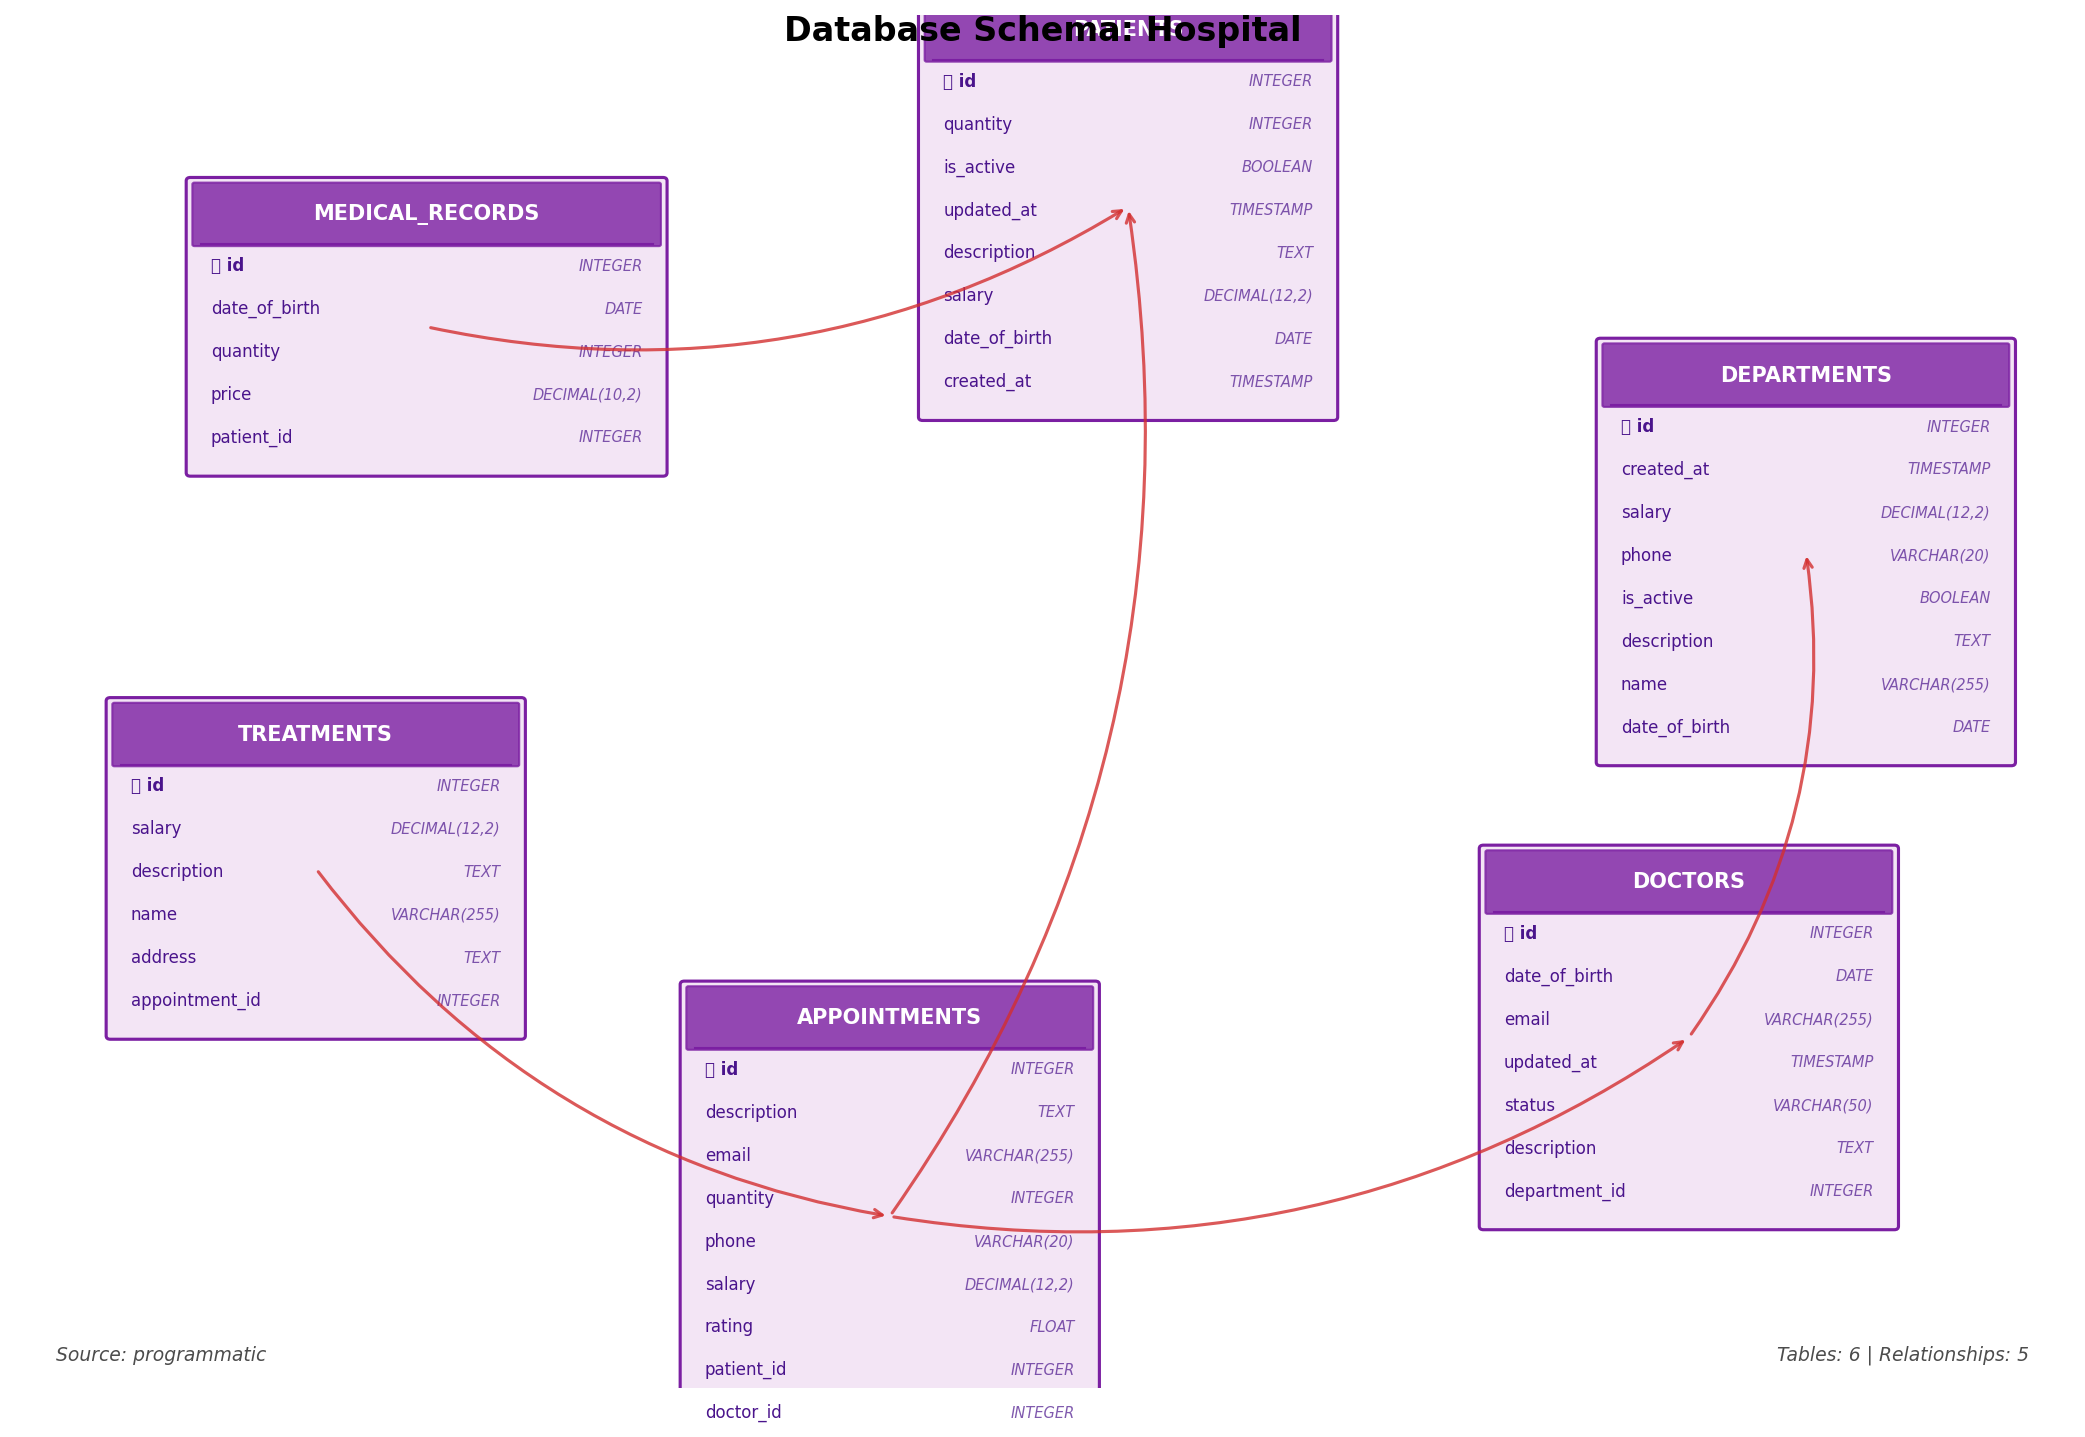 Database Schema: Hospital
PATIENTS
id INTEGER
quantity INTEGER
is_active BOOLEAN
updated_at TIMESTAMP
description TEXT
salary DECIMAL(12,2)
date_of_birth DATE
created_at TIMESTAMP
MEDICAL_RECORDS
id INTEGER
date_of_birth DATE
quantity INTEGER
price DECIMAL(10,2)
patient_id INTEGER
DEPARTMENTS
id INTEGER
created_at TIMESTAMP
salary DECIMAL(12,2)
phone VARCHAR(20)
is_active BOOLEAN
description TEXT
name VARCHAR(255)
date_of_birth DATE
TREATMENTS
id INTEGER
salary DECIMAL(12,2)
description TEXT
name VARCHAR(255)
address TEXT
appointment_id INTEGER
DOCTORS
id INTEGER
date_of_birth DATE
email VARCHAR(255)
updated_at TIMESTAMP
status VARCHAR(50)
description TEXT
department_id INTEGER
APPOINTMENTS
id INTEGER
description TEXT
email VARCHAR(255)
quantity INTEGER
phone VARCHAR(20)
salary DECIMAL(12,2)
rating FLOAT
patient_id INTEGER
doctor_id INTEGER
Source: programmatic
Tables: 6 | Relationships: 5